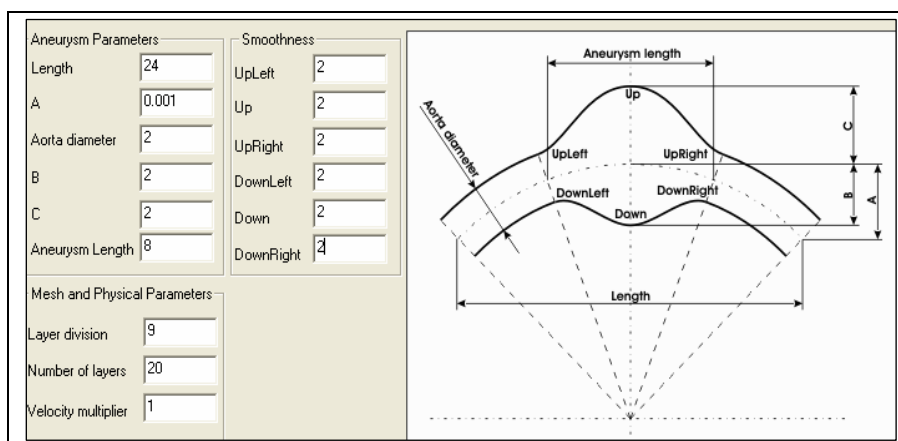 Aneurysm Parameters
Length 24
A 0.001
Aorta diameter 2
B 2
C 2
Aneurysm Length 8
Smoothness
UpLeft 2
Up 2
UpRight 2
DownLeft 2
Down 2
DownRight 2
Mesh and Physical Parameters
Layer division 9
Number of layers 20
Velocity multiplier 1
Aneurysm length
Up
Aorta diameter
C
UpLeft
UpRight
DownLeft
DownRight
B
A
Down
Length